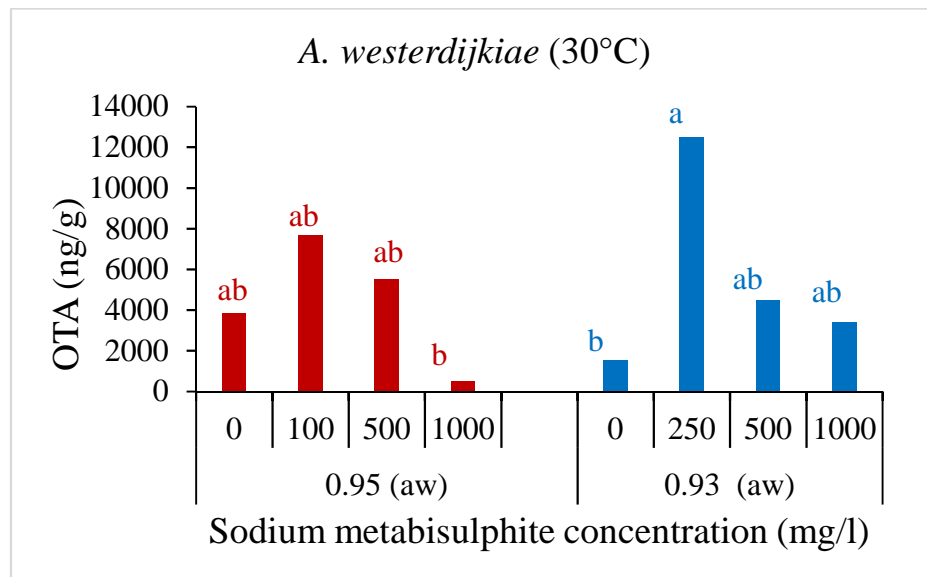 A. westerdijkiae (30°C)
OTA (ng/g)
14000
12000
10000
8000
6000
4000
2000
0
ab
ab
ab
b
b
a
ab
ab
0 100 500 1000 0 250 500 1000
0.95 (aw) 0.93 (aw)
Sodium metabisulphite concentration (mg/l)